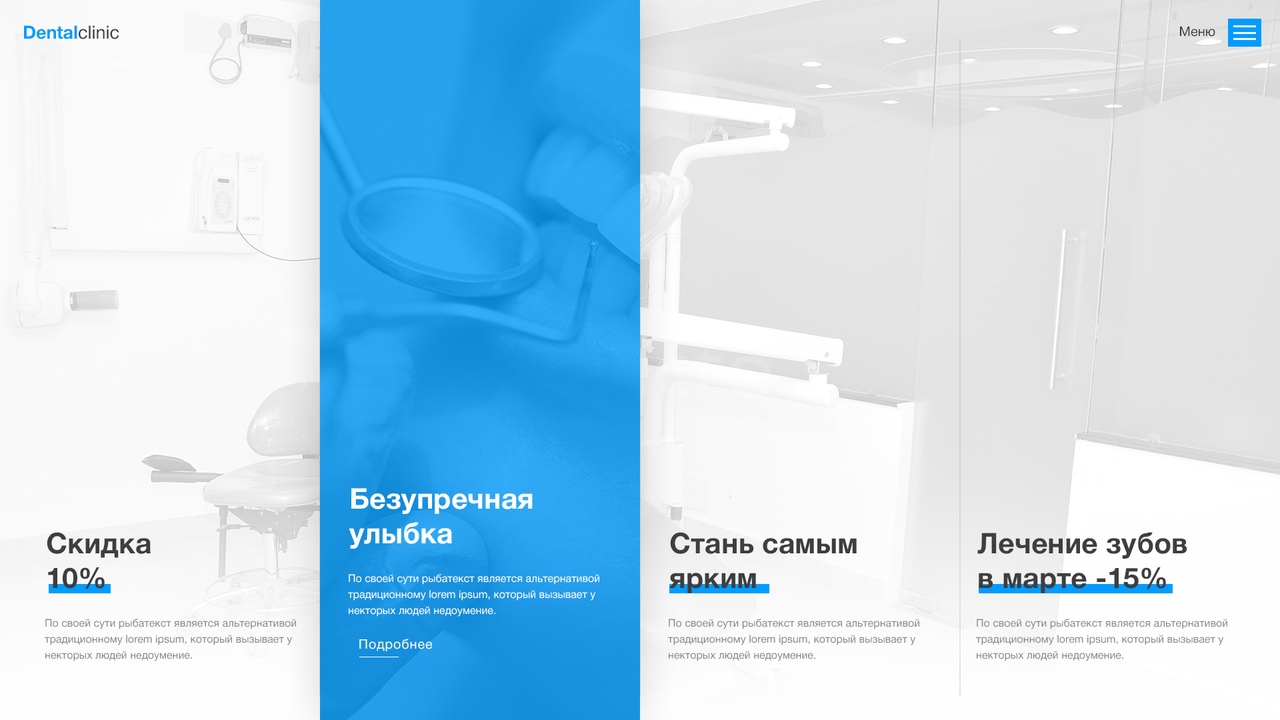 Dentalclinic
Меню
Скидка
10%
По своей сути рыбатекст является альтернативой
традиционному lorem ipsum, который вызывает у
некторых людей недоумение.
Безупречная
улыбка
По своей сути рыбатекст является альтернативой
традиционному lorem ipsum, который вызывает у
некторых людей недоумение.
Подробнее
Стань самым
ярким
По своей сути рыбатекст является альтернативой
традиционному lorem ipsum, который вызывает у
некторых людей недоумение.
Лечение зубов
в марте -15%
По своей сути рыбатекст является альтернативой
традиционному lorem ipsum, который вызывает у
некторых людей недоумение.